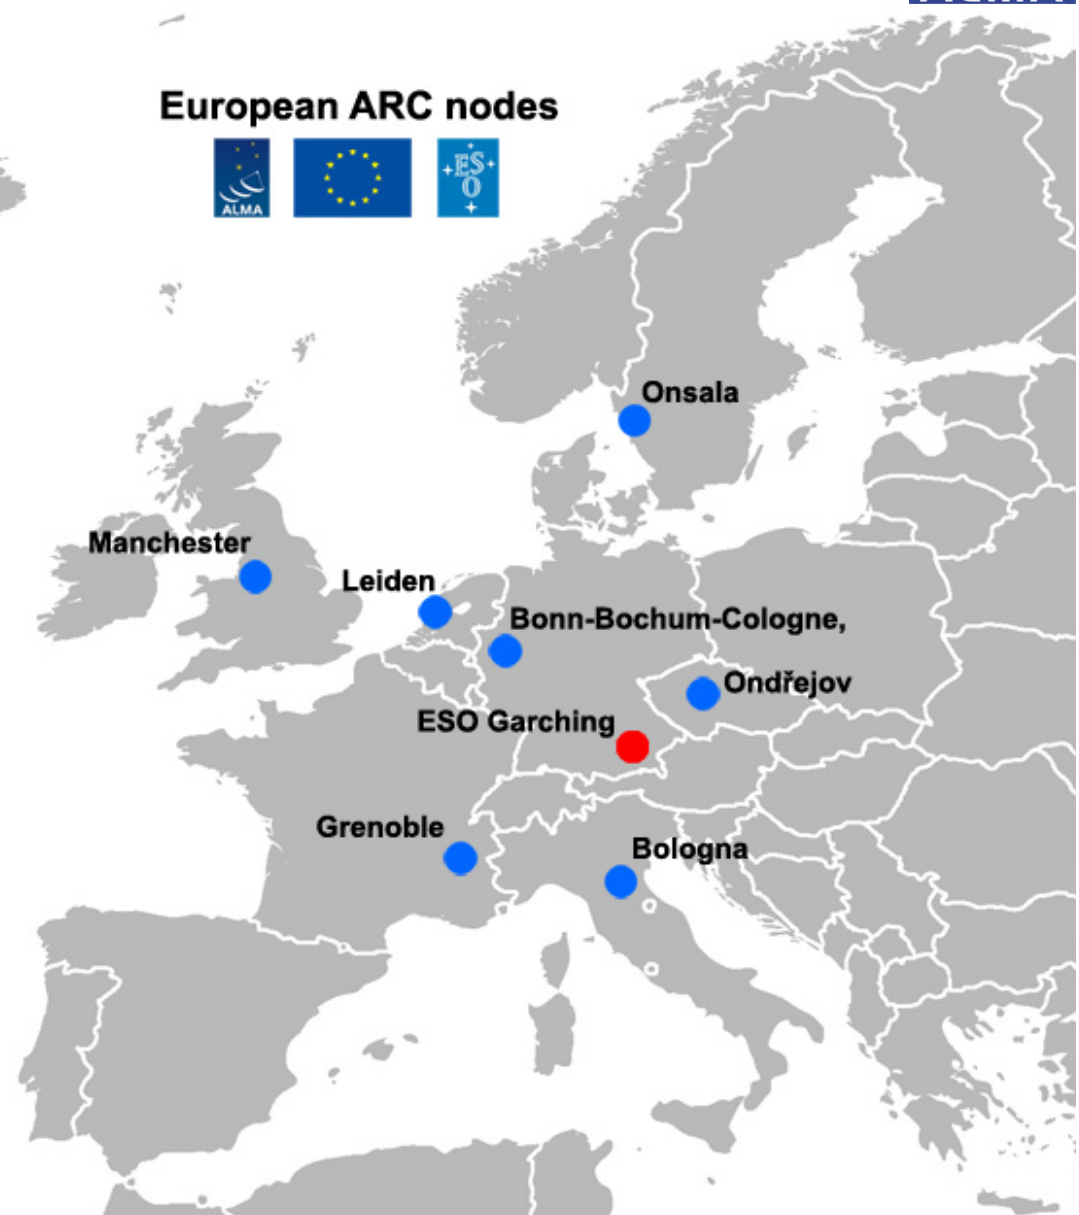 European ARC nodes
ALMA
ES
O
Onsala
Manchester
Leiden
Bonn-Bochum-Cologne,
Ondřejov
ESO Garching
Grenoble
Bologna